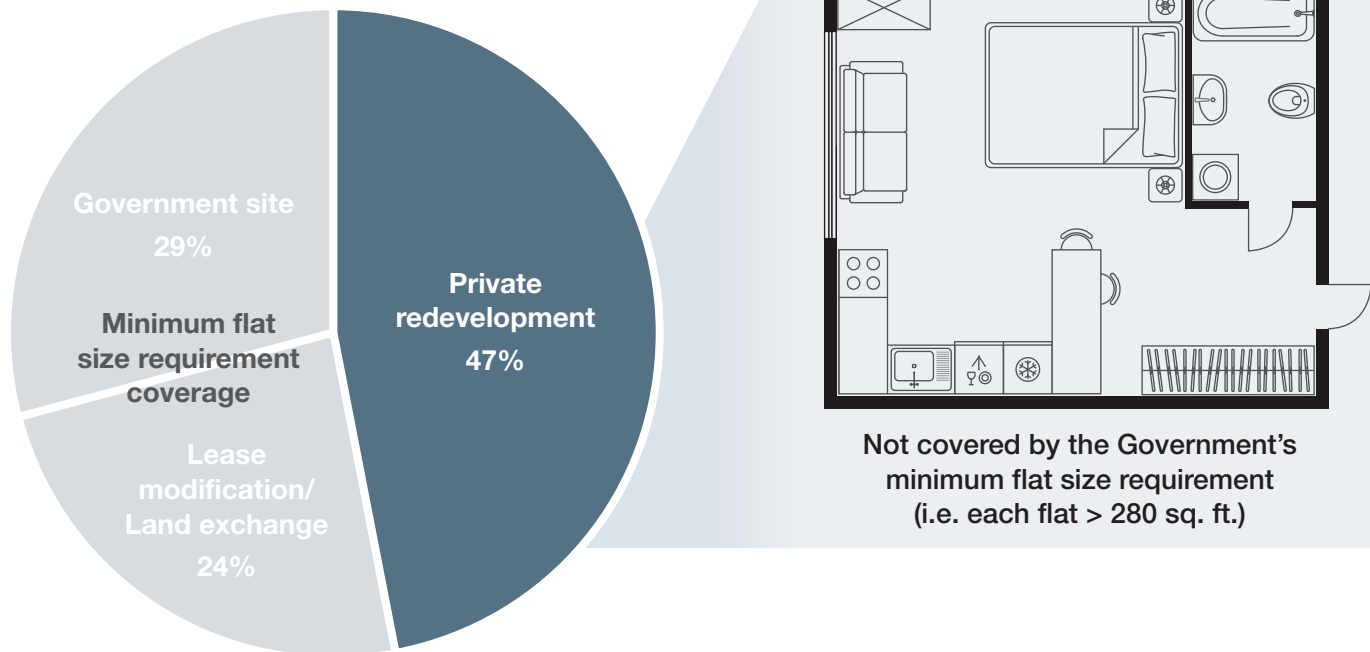 Government site
29%
Minimum flat
size requirement
coverage
Lease
modification/
Land exchange
24%
Private
redevelopment
47%
Not covered by the Government’s
minimum flat size requirement
(i.e. each flat > 280 sq. ft.)